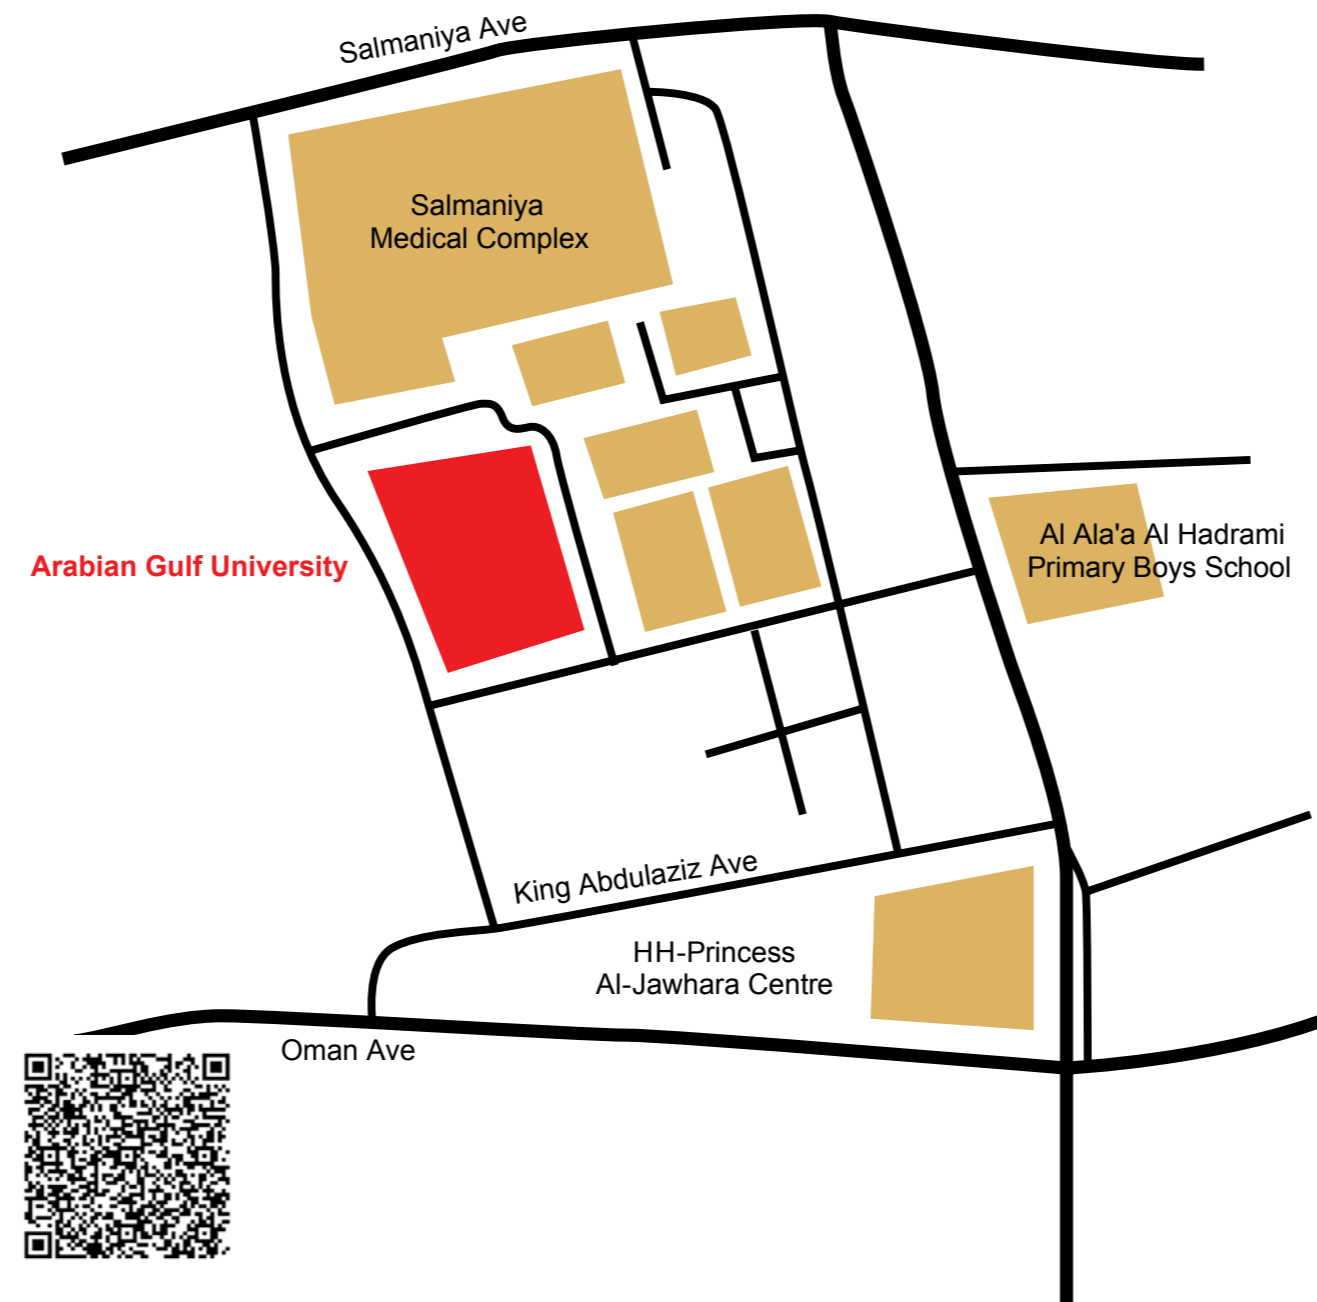 Salmaniya Ave
Salmaniya
Medical Complex
Al Ala'a Al Hadrami
Primary Boys School
Arabian Gulf University
King Abdulaziz Ave
HH-Princess
Al-Jawhara Centre
Oman Ave